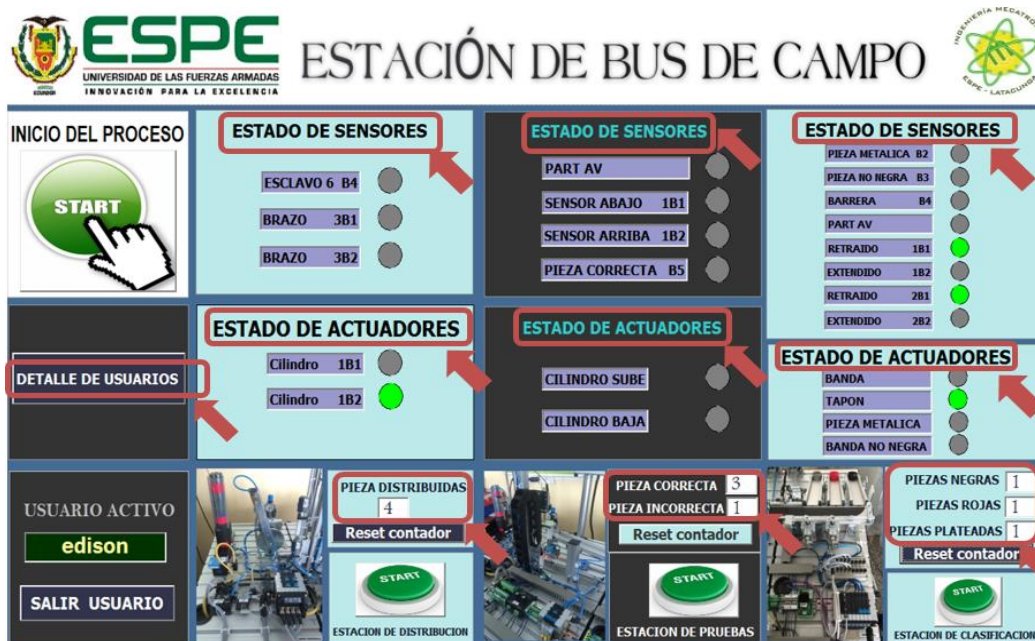 ESPE
UNIVERSIDAD DE LAS FUERZAS ARMADAS
INNOVACIÓN PARA LA EXCELENCIA
ECUADOR
ESTACIÓN DE BUS DE CAMPO
INGENIERÍA MECATRÓ
ESPE - LATACUNGA
INICIO DEL PROCESO
START
ESTADO DE SENSORES
ESCLAVO 6 B4
BRAZO 3B1
BRAZO 3B2
ESTADO DE SENSORES
PART AV
SENSOR ABAJO 1B1
SENSOR ARRIBA 1B2
PIEZA CORRECTA B5
ESTADO DE SENSORES
PIEZA METALICA B2
PIEZA NO NEGRA B3
BARRERA B4
PART AV
RETRAIDO 1B1
EXTENDIDO 1B2
RETRAIDO 2B1
EXTENDIDO 2B2
DETALLE DE USUARIOS
ESTADO DE ACTUADORES
Cilindro 1B1
Cilindro 1B2
ESTADO DE ACTUADORES
CILINDRO SUBE
CILINDRO BAJA
ESTADO DE ACTUADORES
BANDA
TAPON
PIEZA METALICA
BANDA NO NEGRA
USUARIO ACTIVO
edison
SALIR USUARIO
PIEZA DISTRIBUIDAS
4
Reset contador
START
ESTACION DE DISTRIBUCION
PIEZA CORRECTA 3
PIEZA INCORRECTA 1
Reset contador
START
ESTACION DE PRUEBAS
PIEZAS NEGRAS 1
PIEZAS ROJAS 1
PIEZAS PLATEADAS 1
Reset contador
START
ESTACION DE CLASIFICACIO